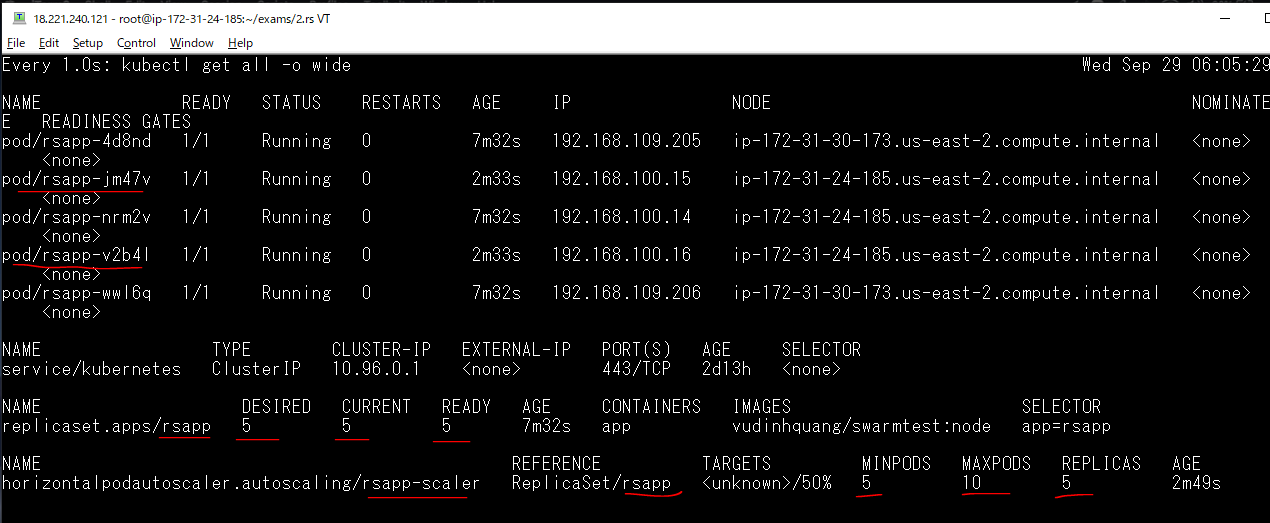 18.221.240.121 - root@ip-172-31-24-185:~/exams/2.rs VT
File Edit Setup Control Window Help
Every 1.0s: kubectl get all -o wide Wed Sep 29 06:05:29
NAME READY STATUS RESTARTS AGE IP NODE NOMINATE
E READINESS GATES
pod/rsapp-4d8nd 1/1 Running 0 7m32s 192.168.109.205 ip-172-31-30-173.us-east-2.compute.internal <none>
<none>
pod/rsapp-jm47v 1/1 Running 0 2m33s 192.168.100.15 ip-172-31-24-185.us-east-2.compute.internal <none>
<none>
pod/rsapp-nrm2v 1/1 Running 0 7m32s 192.168.100.14 ip-172-31-24-185.us-east-2.compute.internal <none>
<none>
pod/rsapp-v2b4l 1/1 Running 0 2m33s 192.168.100.16 ip-172-31-24-185.us-east-2.compute.internal <none>
<none>
pod/rsapp-wwl6q 1/1 Running 0 7m32s 192.168.109.206 ip-172-31-30-173.us-east-2.compute.internal <none>
<none>
NAME TYPE CLUSTER-IP EXTERNAL-IP PORT(S) AGE SELECTOR
service/kubernetes ClusterIP 10.96.0.1 <none> 443/TCP 2d13h <none>
NAME DESIRED CURRENT READY AGE CONTAINERS IMAGES SELECTOR
replicaset.apps/rsapp 5 5 5 7m32s app vudinhquang/swarmtest:node app=rsapp
NAME REFERENCE TARGETS MINPODS MAXPODS REPLICAS AGE
horizontalpodautoscaler.autoscaling/rsapp-scaler ReplicaSet/rsapp <unknown>/50% 5 10 5 2m49s